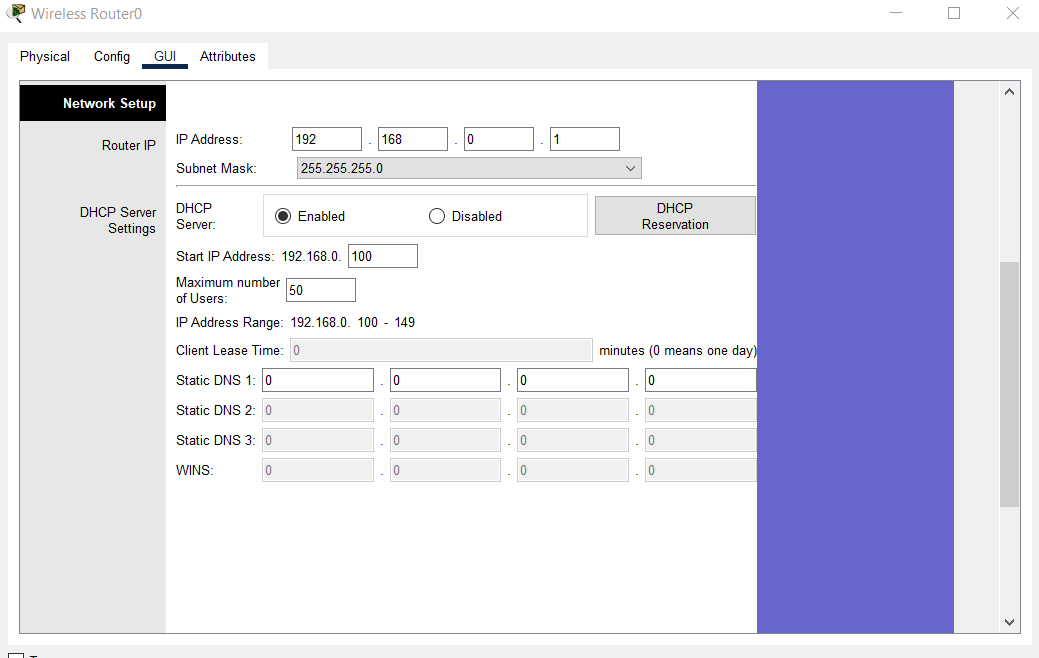 Wireless Router0
Physical Config GUI Attributes
Network Setup
Router IP
IP Address: 192 . 168 . 0 . 1
Subnet Mask: 255.255.255.0
DHCP Server
Settings
DHCP
Server:
Enabled Disabled
DHCP
Reservation
Start IP Address: 192.168.0. 100
Maximum number
of Users:
50
IP Address Range: 192.168.0. 100 - 149
Client Lease Time: 0 minutes (0 means one day)
Static DNS 1: 0 . 0 . 0 . 0
Static DNS 2: 0 . 0 . 0 . 0
Static DNS 3: 0 . 0 . 0 . 0
WINS: 0 . 0 . 0 . 0